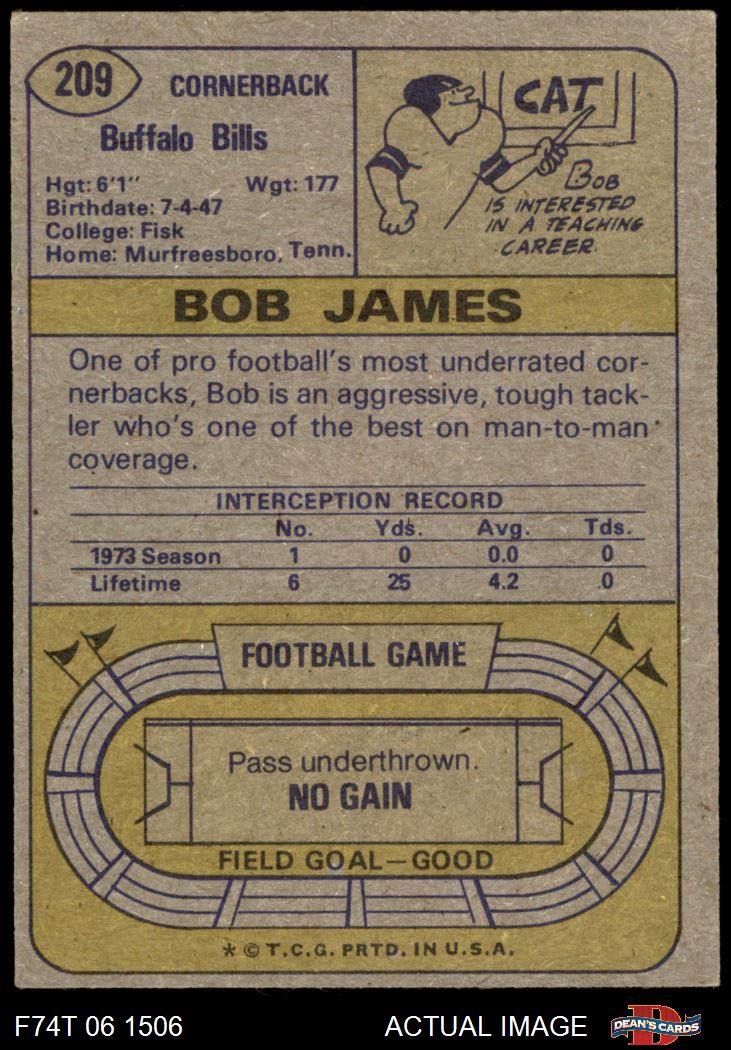 209
CORNERBACK
Buffalo Bills
Hgt: 6'1" Wgt: 177
Birthdate: 7-4-47
College: Fisk
Home: Murfreesboro, Tenn.
CAT
BOB
IS INTERESTED
IN A TEACHING
CAREER.
BOB JAMES
One of pro football's most underrated cor-
nerbacks, Bob is an aggressive, tough tack-
ler who's one of the best on man-to-man
coverage.
INTERCEPTION RECORD
No. Yds. Avg. Tds.
1973 Season 1 0 0.0 0
Lifetime 6 25 4.2 0
FOOTBALL GAME
Pass underthrown.
NO GAIN
FIELD GOAL—GOOD
* © T.C.G. PRTD. IN U.S.A.
F74T 06 1506 ACTUAL IMAGE
DEAN'S CARDS